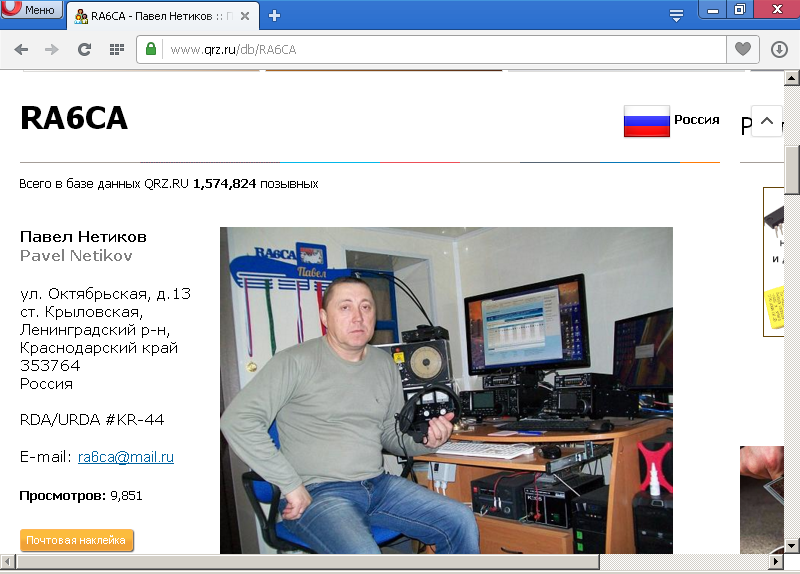 Меню
RA6CA - Павел Нетиков :: П
www.qrz.ru/db/RA6CA
RA6CA
Россия
Всего в базе данных QRZ.RU 1,574,824 позывных
Павел Нетиков
Pavel Netikov
ул. Октябрьская, д.13
ст. Крыловская,
Ленинградский р-н,
Краснодарский край
353764
Россия
RDA/URDA #KR-44
E-mail: ra6ca@mail.ru
Просмотров: 9,851
Почтовая наклейка
RA6CA
Павел
и д